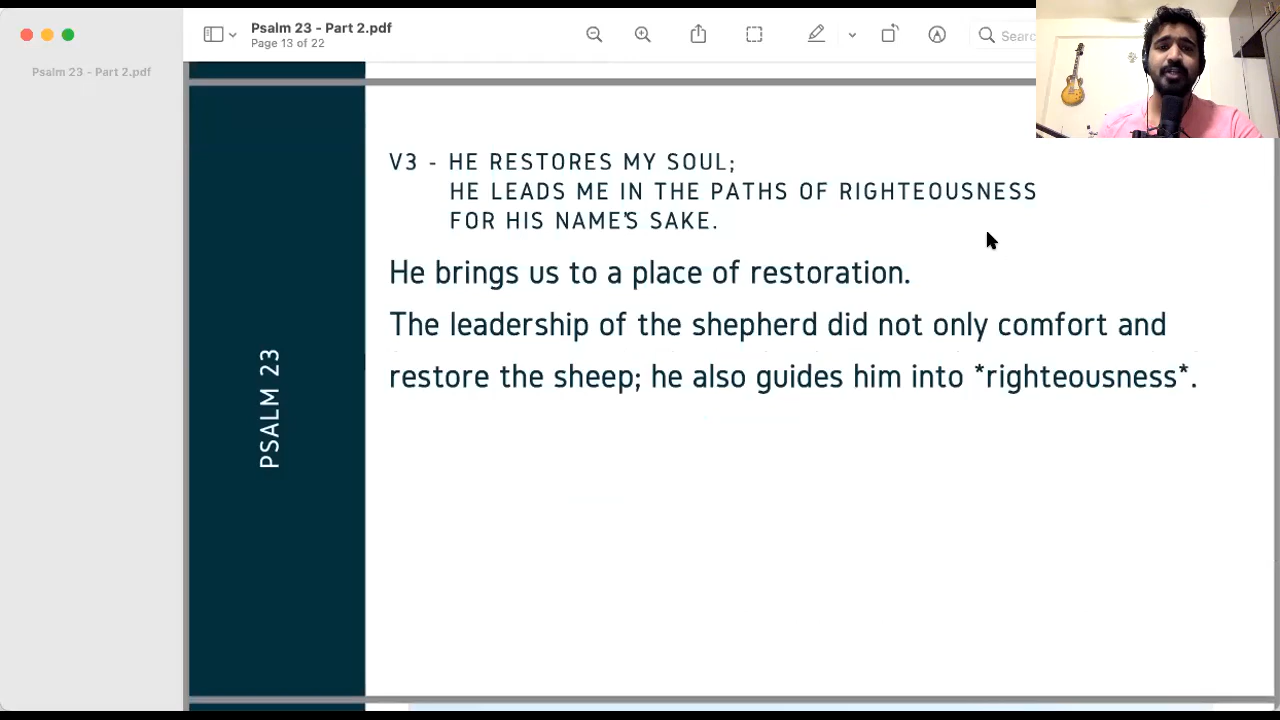 Psalm 23 - Part 2.pdf
Page 13 of 22
Searc
Psalm 23 - Part 2.pdf
V3 - HE RESTORES MY SOUL;
HE LEADS ME IN THE PATHS OF RIGHTEOUSNESS
FOR HIS NAME'S SAKE.
He brings us to a place of restoration.
The leadership of the shepherd did not only comfort and
restore the sheep; he also guides him into *righteousness*.
PSALM 23